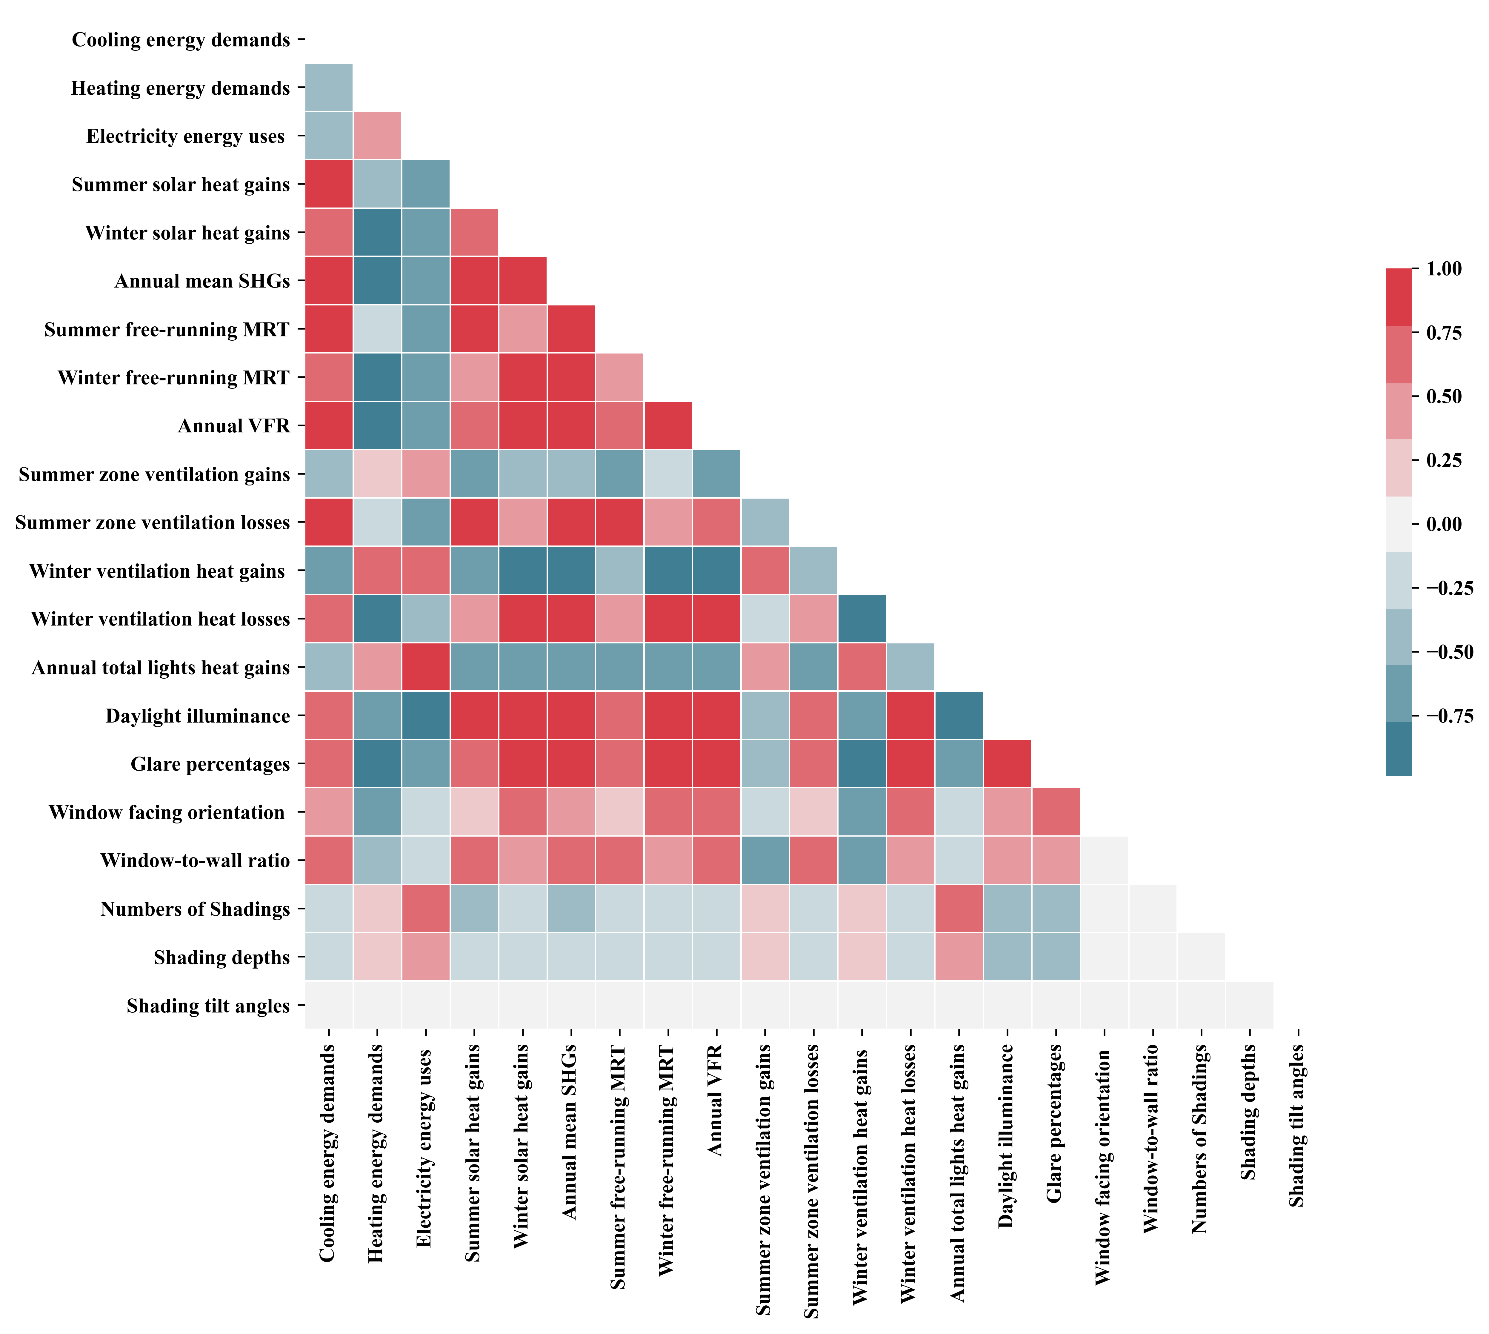 Cooling energy demands
Heating energy demands
Electricity energy uses
Summer solar heat gains
Winter solar heat gains
Annual mean SHGs
Summer free-running MRT
Winter free-running MRT
Annual VFR
Summer zone ventilation gains
Summer zone ventilation losses
Winter ventilation heat gains
Winter ventilation heat losses
Annual total lights heat gains
Daylight illuminance
Glare percentages
Window facing orientation
Window-to-wall ratio
Numbers of Shadings
Shading depths
Shading tilt angles
Cooling energy demands
Heating energy demands
Electricity energy uses
Summer solar heat gains
Winter solar heat gains
Annual mean SHGs
Summer free-running MRT
Winter free-running MRT
Annual VFR
Summer zone ventilation gains
Summer zone ventilation losses
Winter ventilation heat gains
Winter ventilation heat losses
Annual total lights heat gains
Daylight illuminance
Glare percentages
Window facing orientation
Window-to-wall ratio
Numbers of Shadings
Shading depths
Shading tilt angles
1.00
0.75
0.50
0.25
0.00
−0.25
−0.50
−0.75